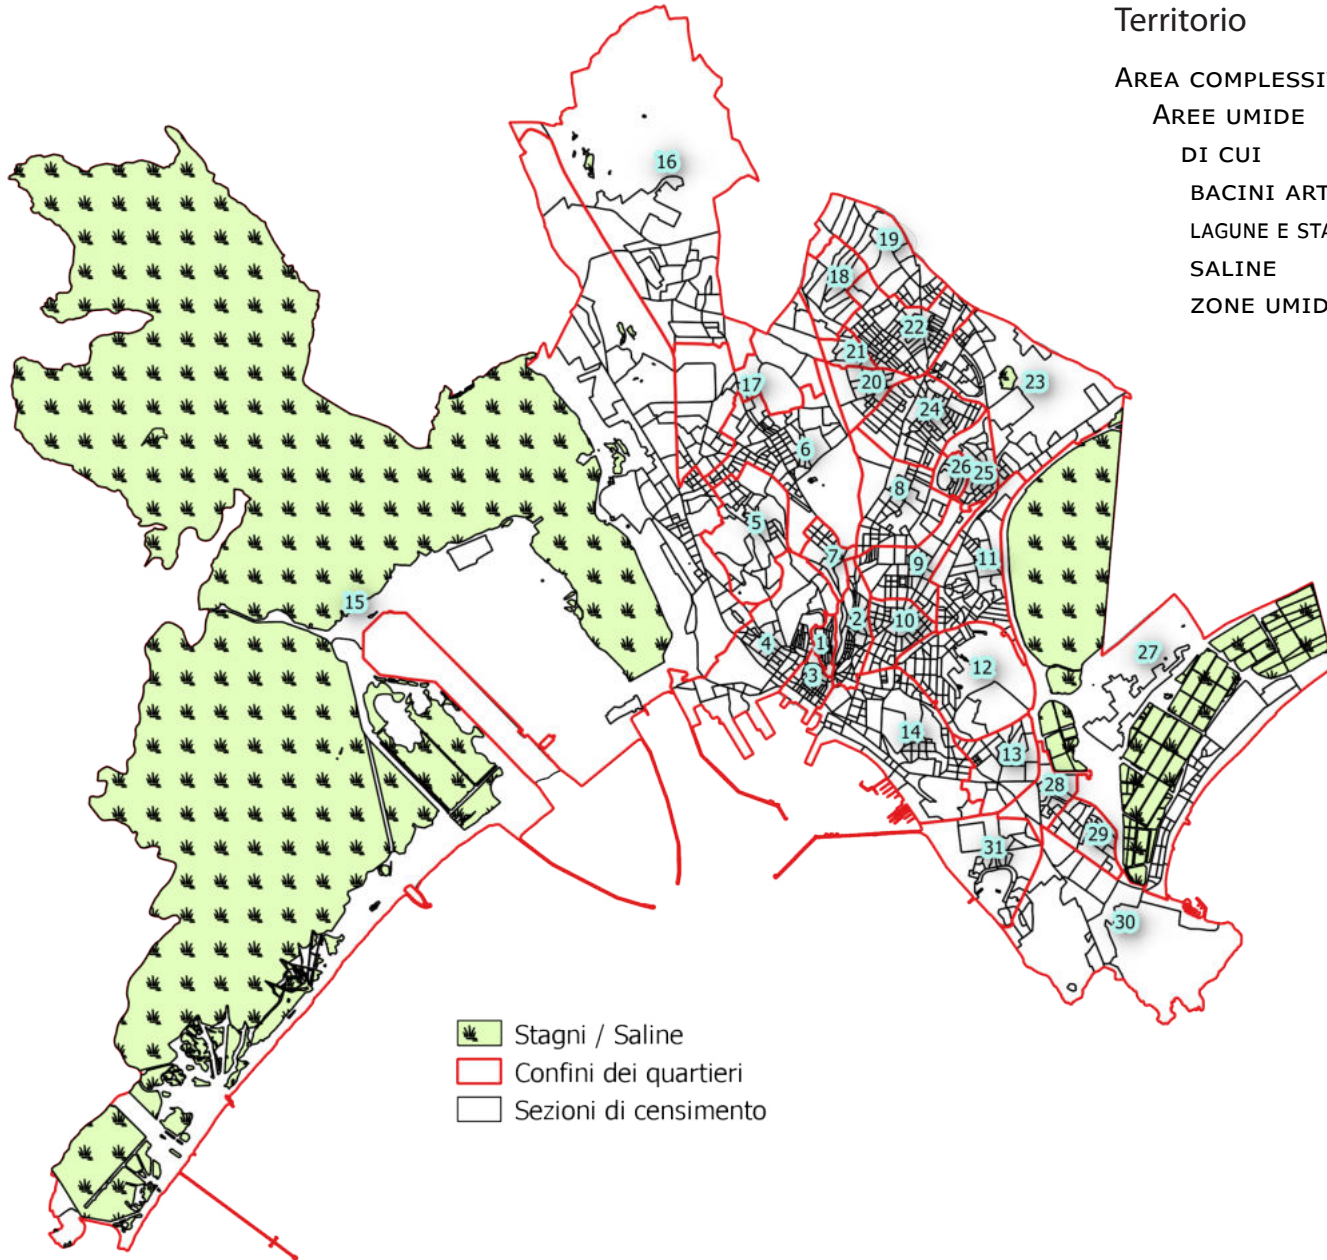 Territorio
AREA COMPLESSI
AREE UMIDE
DI CUI
BACINI ART
LAGUNE E STA
SALINE
ZONE UMID
16
19
18
22
21
20
23
17
24
6
26
25
8
5
7
9
11
15
2
10
1
4
27
12
3
14
13
28
29
31
30
Stagni / Saline
Confini dei quartieri
Sezioni di censimento